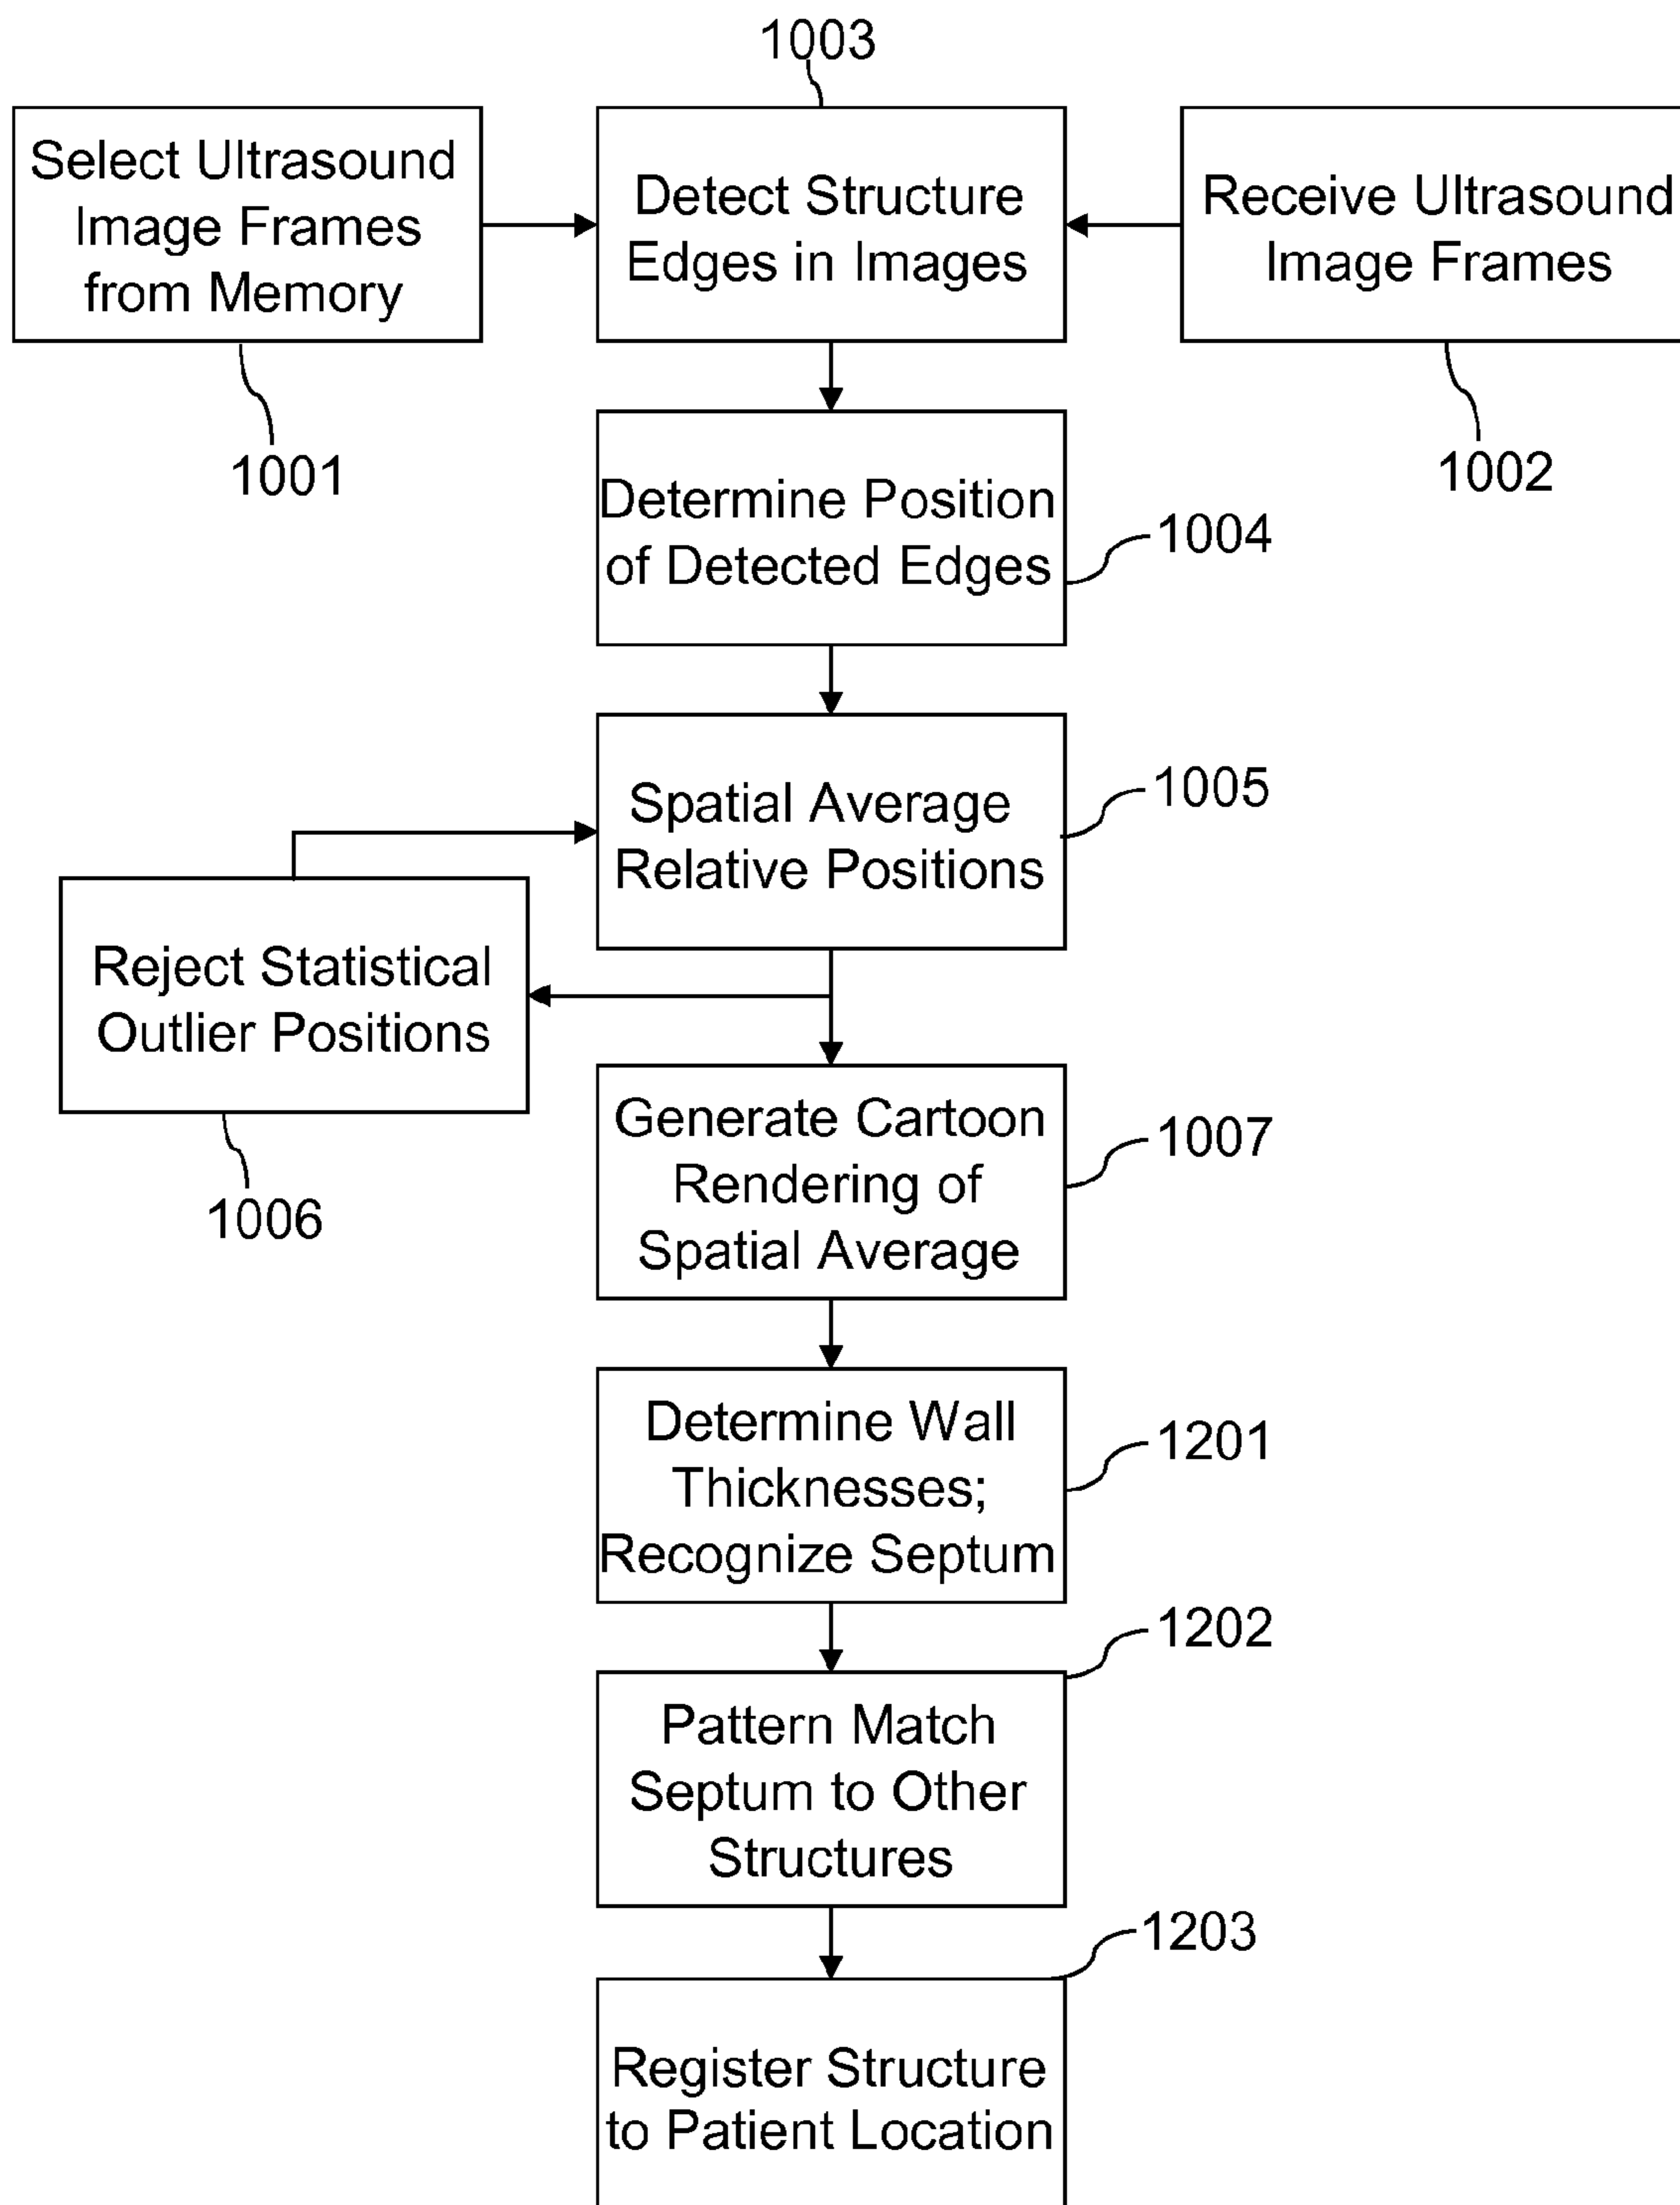 1003
Select Ultrasound
Image Frames
from Memory
Detect Structure
Edges in Images
Receive Ultrasound
Image Frames
1001
1002
Determine Position
of Detected Edges
1004
Spatial Average
Relative Positions
1005
Reject Statistical
Outlier Positions
1006
Generate Cartoon
Rendering of
Spatial Average
1007
Determine Wall
Thicknesses;
Recognize Septum
1201
1202
Pattern Match
Septum to Other
Structures
1203
Register Structure
to Patient Location